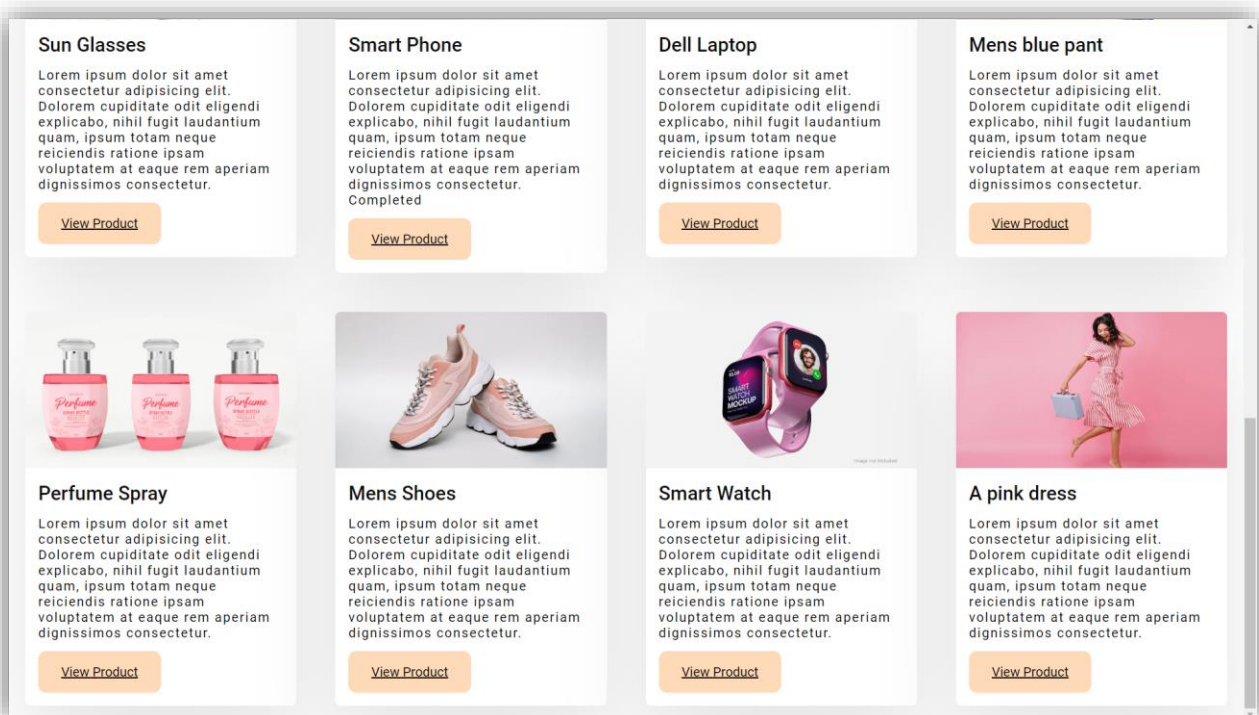 Sun Glasses
Lorem ipsum dolor sit amet
consectetur adipisicing elit.
Dolorem cupiditate odit eligendi
explicabo, nihil fugit laudantium
quam, ipsum totam neque
reiciendis ratione ipsam
voluptatem at eaque rem aperiam
dignissimos consectetur.
View Product
Smart Phone
Lorem ipsum dolor sit amet
consectetur adipisicing elit.
Dolorem cupiditate odit eligendi
explicabo, nihil fugit laudantium
quam, ipsum totam neque
reiciendis ratione ipsam
voluptatem at eaque rem aperiam
dignissimos consectetur.
Completed
View Product
Dell Laptop
Lorem ipsum dolor sit amet
consectetur adipisicing elit.
Dolorem cupiditate odit eligendi
explicabo, nihil fugit laudantium
quam, ipsum totam neque
reiciendis ratione ipsam
voluptatem at eaque rem aperiam
dignissimos consectetur.
View Product
Mens blue pant
Lorem ipsum dolor sit amet
consectetur adipisicing elit.
Dolorem cupiditate odit eligendi
explicabo, nihil fugit laudantium
quam, ipsum totam neque
reiciendis ratione ipsam
voluptatem at eaque rem aperiam
dignissimos consectetur.
View Product
Perfume
Perfume
Perfume
Perfume Spray
Lorem ipsum dolor sit amet
consectetur adipisicing elit.
Dolorem cupiditate odit eligendi
explicabo, nihil fugit laudantium
quam, ipsum totam neque
reiciendis ratione ipsam
voluptatem at eaque rem aperiam
dignissimos consectetur.
View Product
Mens Shoes
Lorem ipsum dolor sit amet
consectetur adipisicing elit.
Dolorem cupiditate odit eligendi
explicabo, nihil fugit laudantium
quam, ipsum totam neque
reiciendis ratione ipsam
voluptatem at eaque rem aperiam
dignissimos consectetur.
View Product
SMART
WATCH
MOCKUP
Image not included
Smart Watch
Lorem ipsum dolor sit amet
consectetur adipisicing elit.
Dolorem cupiditate odit eligendi
explicabo, nihil fugit laudantium
quam, ipsum totam neque
reiciendis ratione ipsam
voluptatem at eaque rem aperiam
dignissimos consectetur.
View Product
A pink dress
Lorem ipsum dolor sit amet
consectetur adipisicing elit.
Dolorem cupiditate odit eligendi
explicabo, nihil fugit laudantium
quam, ipsum totam neque
reiciendis ratione ipsam
voluptatem at eaque rem aperiam
dignissimos consectetur.
View Product